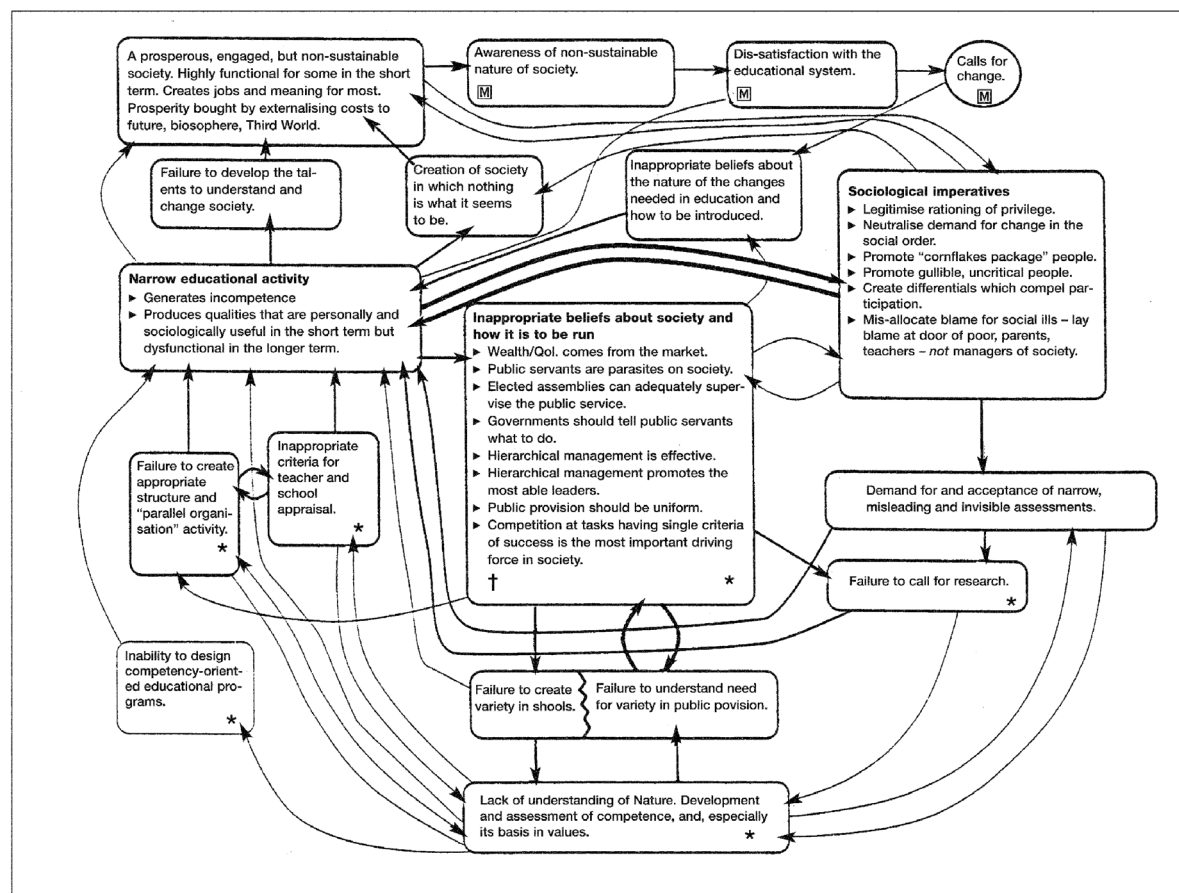 A prosperous, engaged, but non-sustainable
society. Highly functional for some in the short
term. Creates jobs and meaning for most.
Prosperity bought by externalising costs to
future, biosphere, Third World.
Awareness of non-sustainable
nature of society.
M
Dis-satisfaction with the
educational system.
M
Calls for
change.
M
Failure to develop the tal-
ents to understand and
change society.
Creation of society
in which nothing
is what it seems
to be.
Inappropriate beliefs about
the nature of the changes
needed in education and
how to be introduced.
Sociological imperatives
► Legitimise rationing of privilege.
► Neutralise demand for change in the
social order.
► Promote “cornflakes package” people.
► Promote gullible, uncritical people.
► Create differentials which compel par-
ticipation.
► Mis-allocate blame for social ills – lay
blame at door of poor, parents,
teachers – not managers of society.
Narrow educational activity
► Generates incompetence
► Produces qualities that are personally and
sociologically useful in the short term but
dysfunctional in the longer term.
Inappropriate beliefs about society and
how it is to be run
► Wealth/Qol. comes from the market.
► Public servants are parasites on society.
► Elected assemblies can adequately super-
vise the public service.
► Governments should tell public servants
what to do.
► Hierarchical management is effective.
► Hierarchical management promotes the
most able leaders.
► Public provision should be uniform.
► Competition at tasks having single criteria
of success is the most important driving
force in society.
† *
Failure to create
appropriate
structure and
“parallel organi-
sation” activity.
*
Inappropriate
criteria for
teacher and
school
appraisal.
*
Demand for and acceptance of narrow,
misleading and invisible assessments.
Failure to call for research.
*
Inability to design
competency-orient-
ed educational pro-
grams.
*
Failure to create
variety in shools.
Failure to understand need
for variety in public povision.
Lack of understanding of Nature. Development
and assessment of competence, and, especially
its basis in values.
*